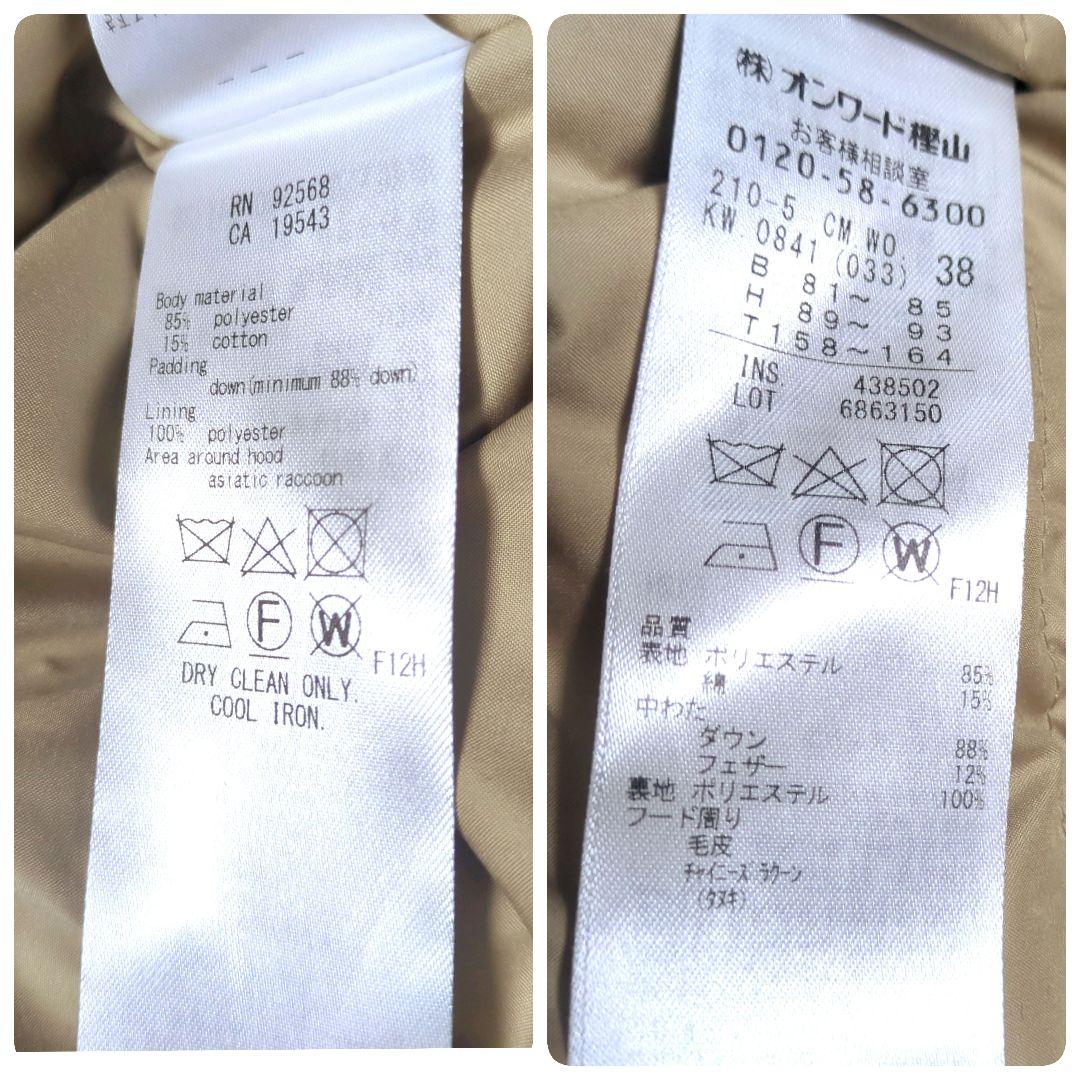 RN 92568
CA 19543
Body material
85% polyester
15% cotton
Padding
down(minimum 88% down)
Lining
100% polyester
Area around hood
asiatic raccoon
F
W
F12H
DRY CLEAN ONLY.
COOL IRON.
(株)オンワード樫山
お客様相談室
0120-58-6300
210-5 CM WO.
KW 0841 (033) 38
B 81〜 85
H 89〜 93
T158〜164
INS. 438502
LOT 6863150
F
W
F12H
品質
表地 ポリエステル 85%
綿 15%
中わた
ダウン 88%
フェザー 12%
裏地 ポリエステル 100%
フード周り
毛皮
チャイニーズ ラクーン
(タヌキ)